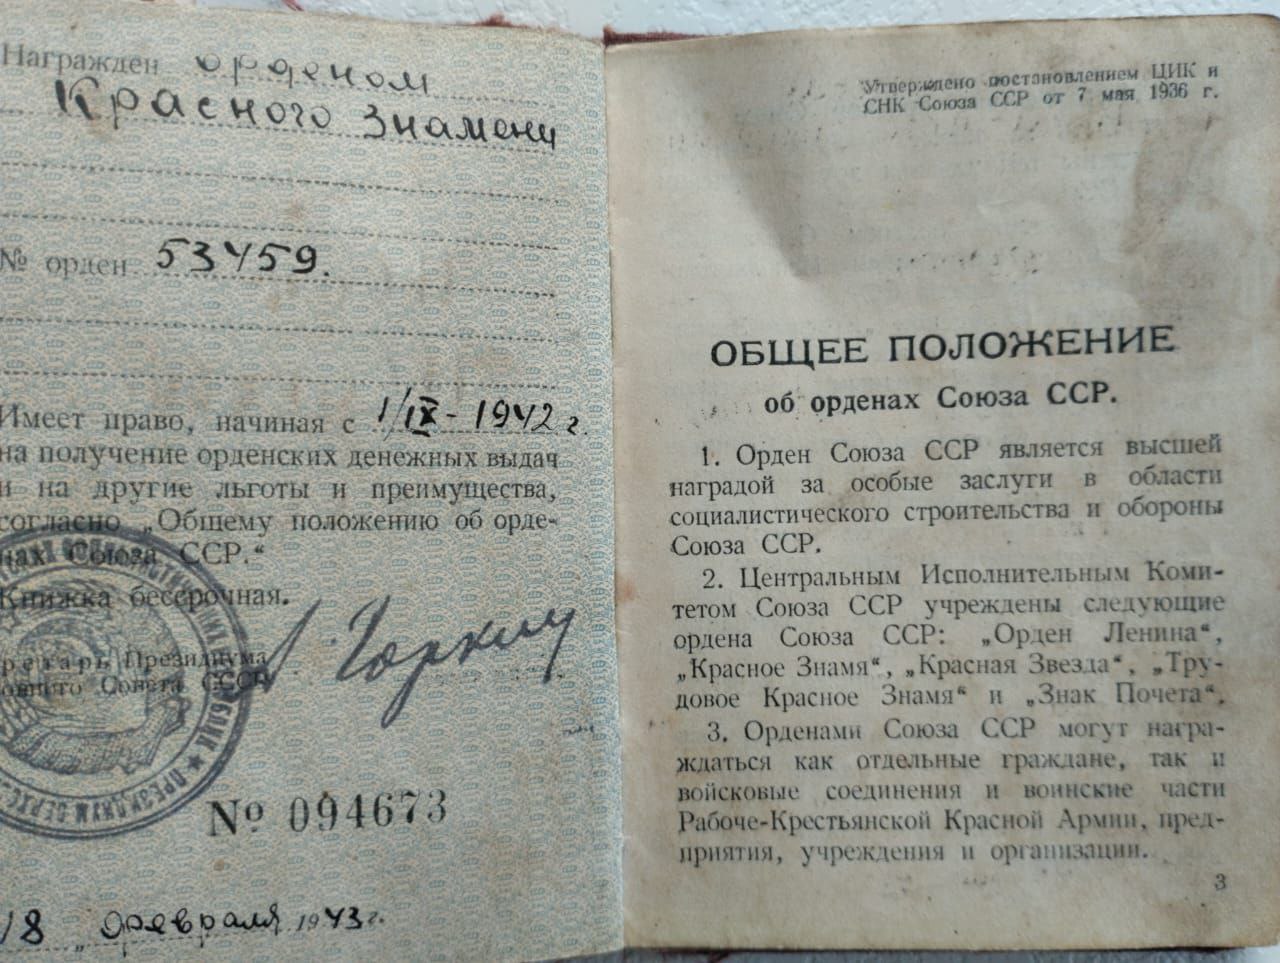 Награжден орденом
Красного Знамени
№ орден 53459.
Имеет право, начиная с 1/IX - 1942 г.
на получение орденских денежных выдач
и на другие льготы и преимущества,
согласно „Общему положению об орде-
нах Союза ССР.“
Книжка бессрочная.
Президиума
СССР
А. Горкин
№ 094673
18 „ февраля 1943 г.
Утверждено постановлением ЦИК и
СНК Союза ССР от 7 мая 1936 г.
ОБЩЕЕ ПОЛОЖЕНИЕ
об орденах Союза ССР.
1. Орден Союза ССР является высшей
наградой за особые заслуги в области
социалистического строительства и обороны
Союза ССР.
2. Центральным Исполнительным Коми-
тетом Союза ССР учреждены следующие
ордена Союза ССР: „Орден Ленина“,
„Красное Знамя“, „Красная Звезда“, „Тру-
довое Красное Знамя“ и „Знак Почета“.
3. Орденами Союза ССР могут награ-
ждаться как отдельные граждане, так и
войсковые соединения и воинские части
Рабоче-Крестьянской Красной Армии, пред-
приятия, учреждения и организации.
3